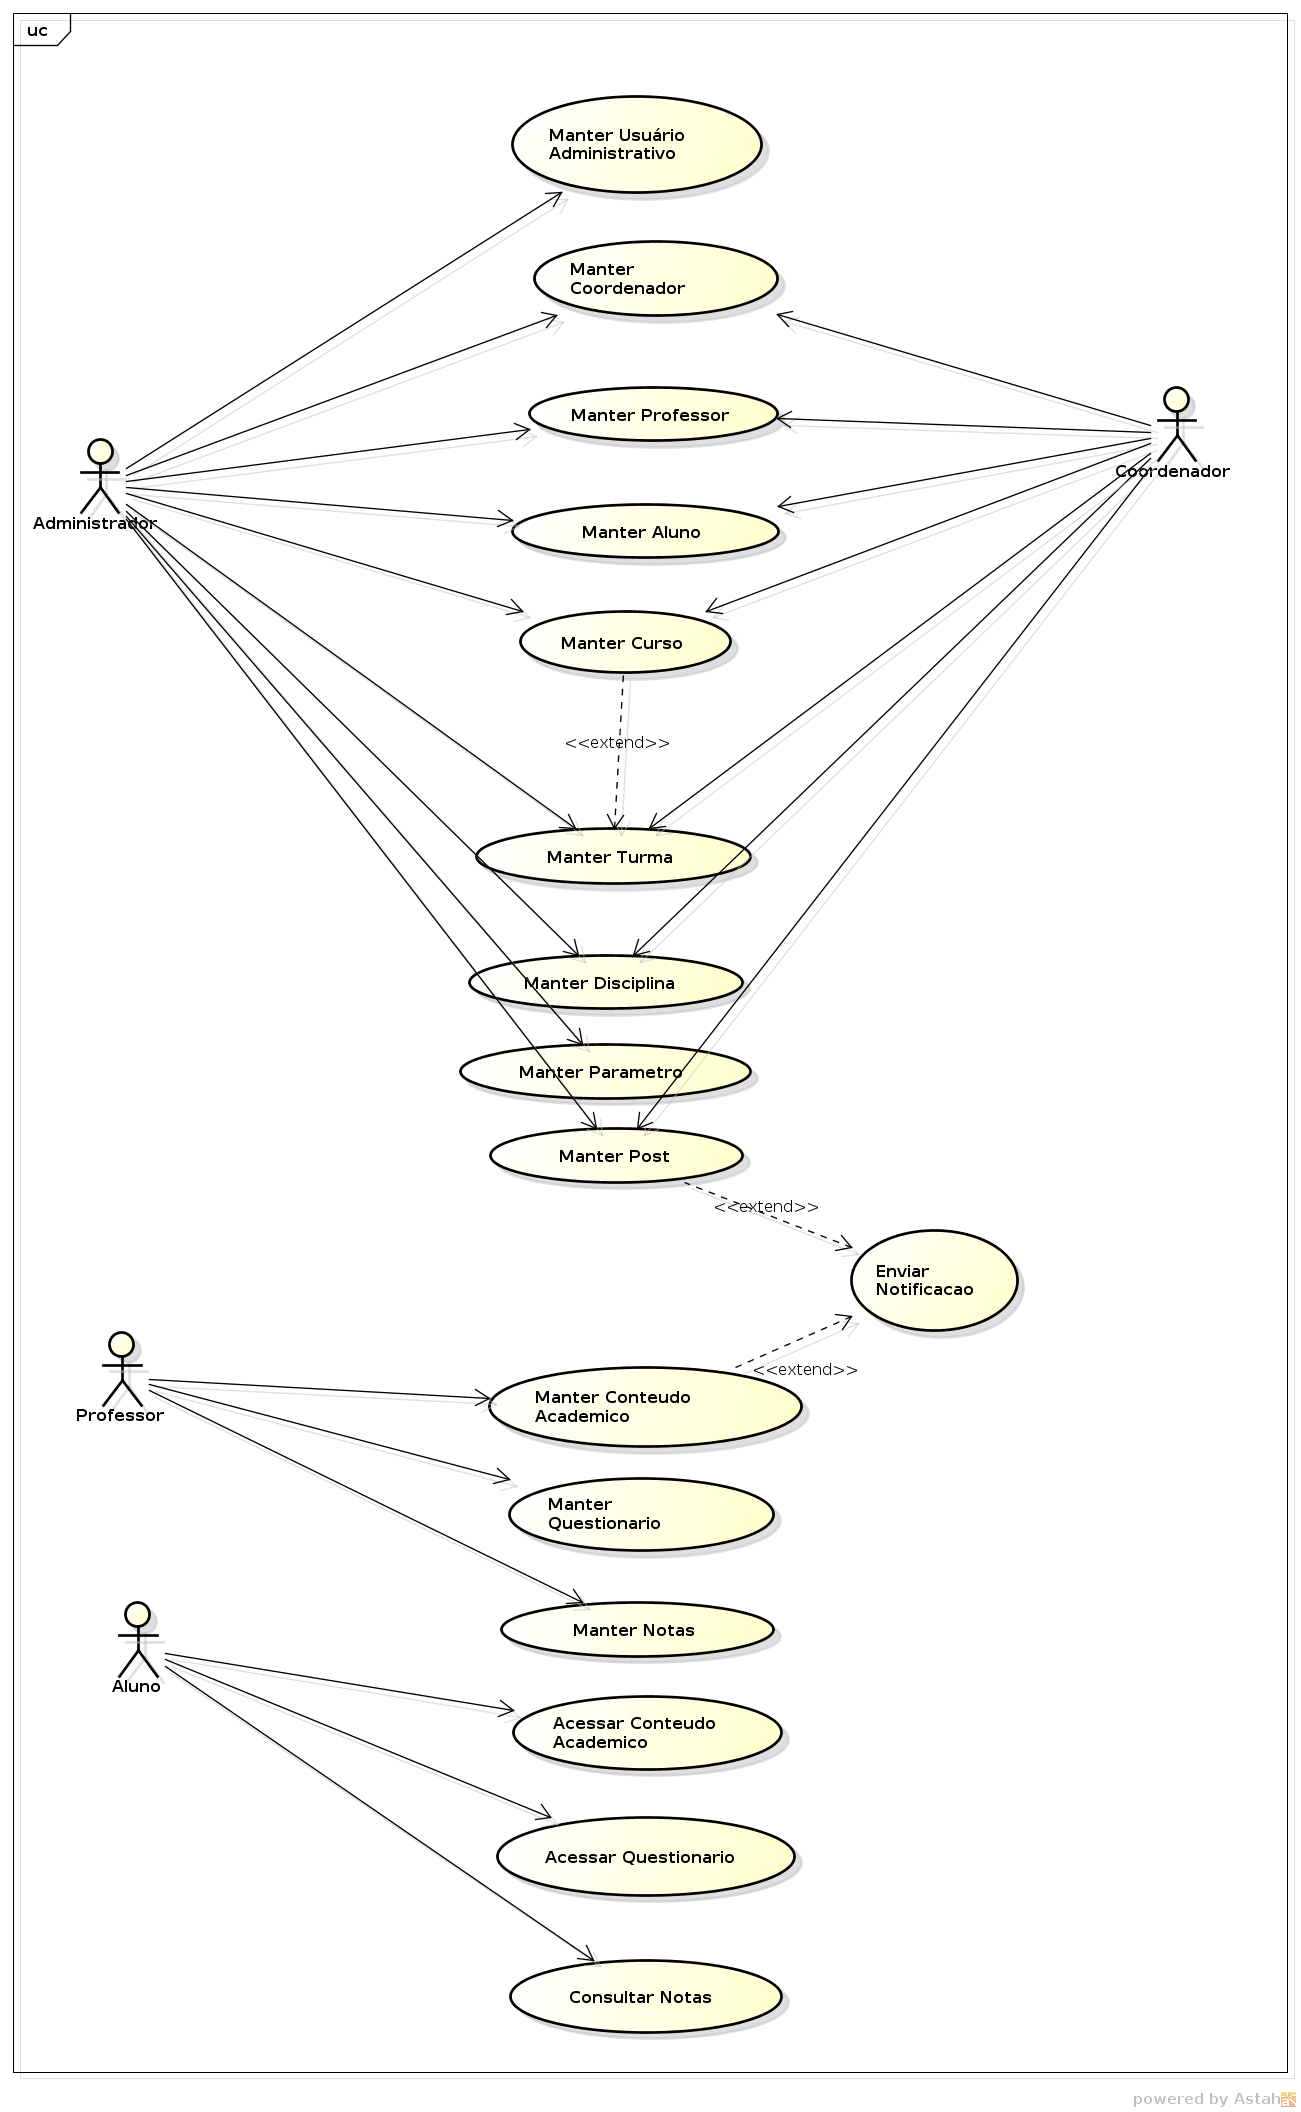 uc
Manter Usuário
Administrativo
Manter
Coordenador
Manter Professor
Coordenador
Administrador
Manter Aluno
Manter Curso
<<extend>>
Manter Turma
Manter Disciplina
Manter Parametro
Manter Post
<<extend>>
Enviar
Notificacao
<<extend>>
Manter Conteudo
Academico
Professor
Manter
Questionario
Manter Notas
Aluno
Acessar Conteudo
Academico
Acessar Questionario
Consultar Notas
powered by Astah